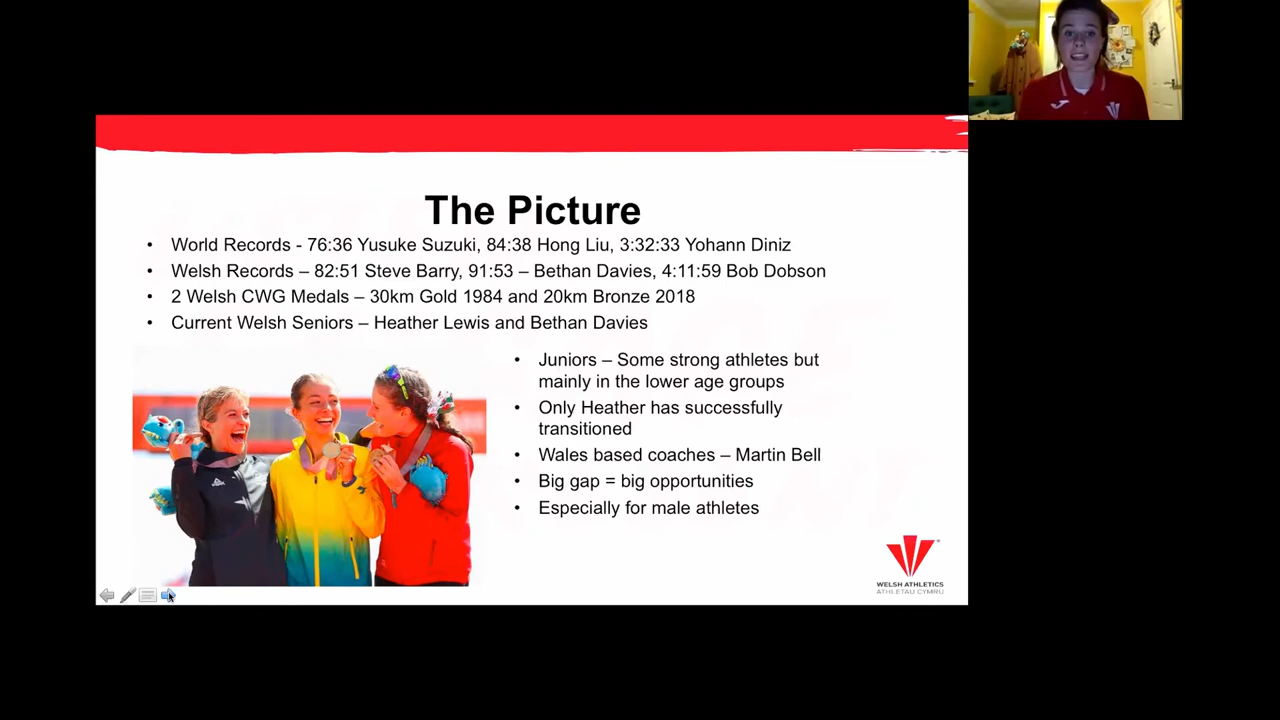 The Picture
• World Records - 76:36 Yusuke Suzuki, 84:38 Hong Liu, 3:32:33 Yohann Diniz
• Welsh Records – 82:51 Steve Barry, 91:53 – Bethan Davies, 4:11:59 Bob Dobson
• 2 Welsh CWG Medals – 30km Gold 1984 and 20km Bronze 2018
• Current Welsh Seniors – Heather Lewis and Bethan Davies
• Juniors – Some strong athletes but
mainly in the lower age groups
• Only Heather has successfully
transitioned
• Wales based coaches – Martin Bell
• Big gap = big opportunities
• Especially for male athletes
WELSH ATHLETICS
ATHLETAU CYMRU